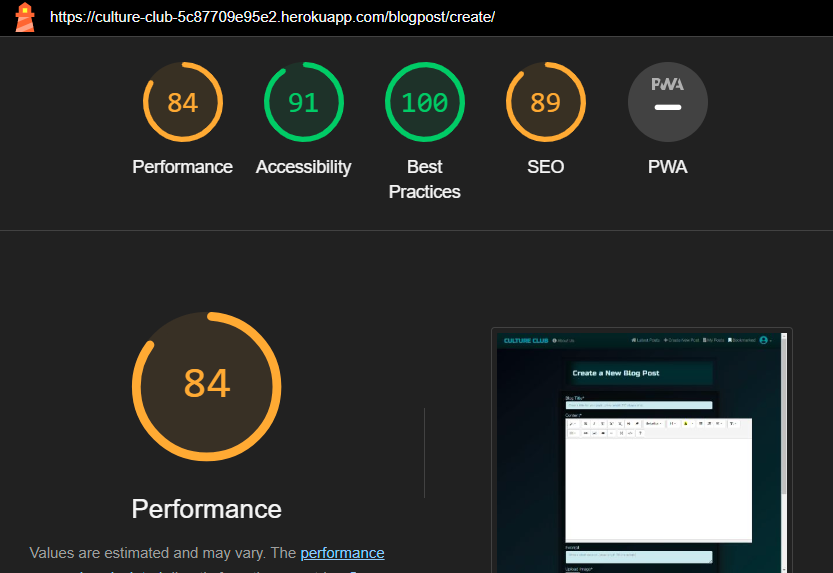 https://culture-club-5c87709e95e2.herokuapp.com/blogpost/create/
84
91
100
89
PWA
Performance
Accessibility
Best
Practices
SEO
PWA
84
Performance
Values are estimated and may vary. The performance
CULTURE CLUB About Us Latest Posts Create New Post My Posts Bookmarked
Create a New Blog Post
Blog Title*
Content*
Excerpt
Upload Image*